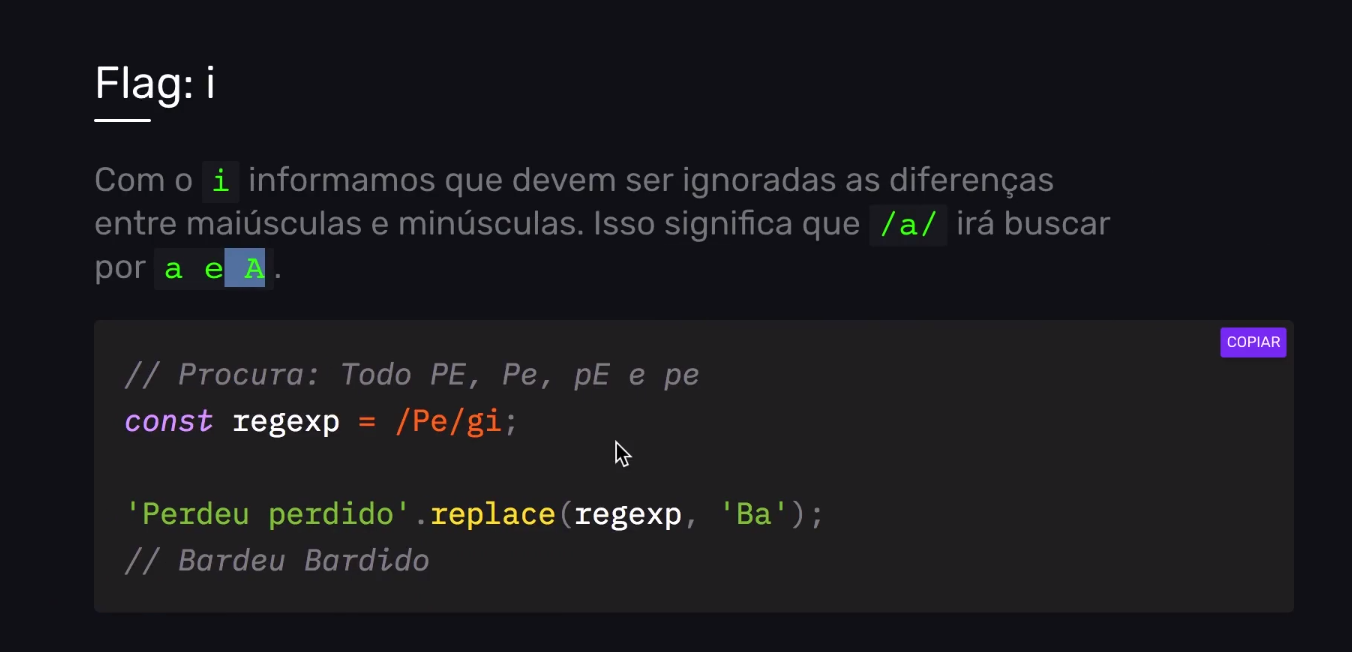 Flag: i
Com o i informamos que devem ser ignoradas as diferenças
entre maiúsculas e minúsculas. Isso significa que /a/ irá buscar
por a e A.
COPIAR
// Procura: Todo PE, Pe, pE e pe
const regexp = /Pe/gi;
'Perdeu perdido'.replace(regexp, 'Ba');
// Bardeu Bardido